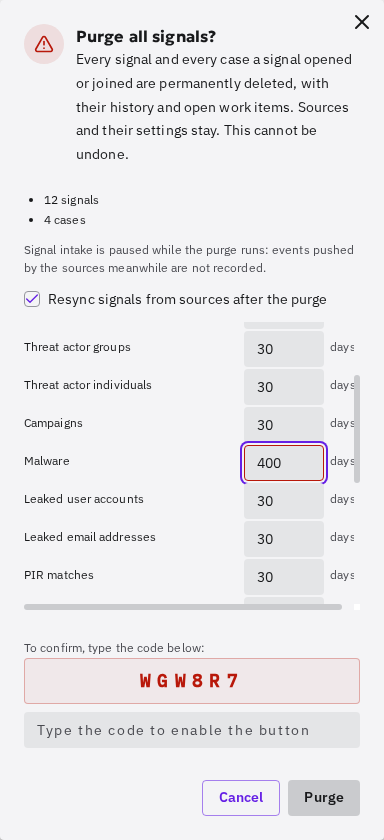 Purge all signals?
Every signal and every case a signal opened
or joined are permanently deleted, with
their history and open work items. Sources
and their settings stay. This cannot be
undone.
12 signals
4 cases
Signal intake is paused while the purge runs: events pushed
by the sources meanwhile are not recorded.
Resync signals from sources after the purge
Threat actor groups 30 days
Threat actor individuals 30 days
Campaigns 30 days
Malware 400 days
Leaked user accounts 30 days
Leaked email addresses 30 days
PIR matches 30 days
To confirm, type the code below:
WGW8R7
Type the code to enable the button
Cancel Purge